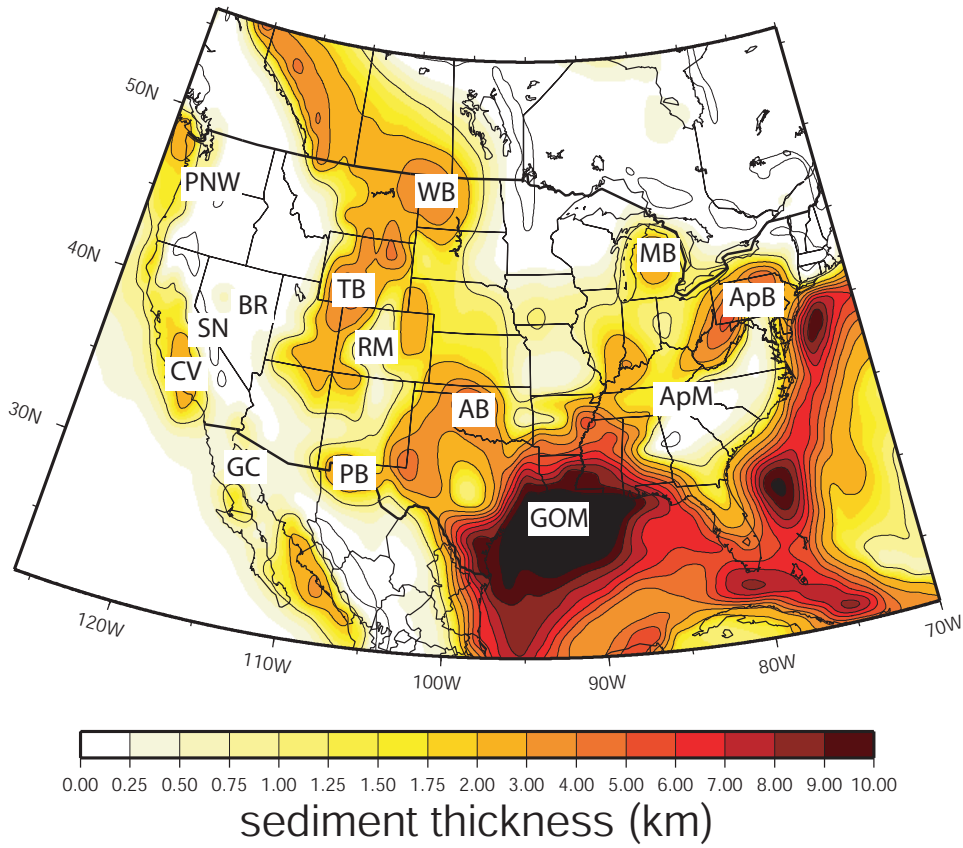 50N
PNW
WB
40N
MB
TB
ApB
BR
SN
RM
CV
ApM
AB
30N
GC
PB
GOM
120W
110W
100W
90W
80W
70W
0.00 0.25 0.50 0.75 1.00 1.25 1.50 1.75 2.00 3.00 4.00 5.00 6.00 7.00 8.00 9.00 10.00
sediment thickness (km)